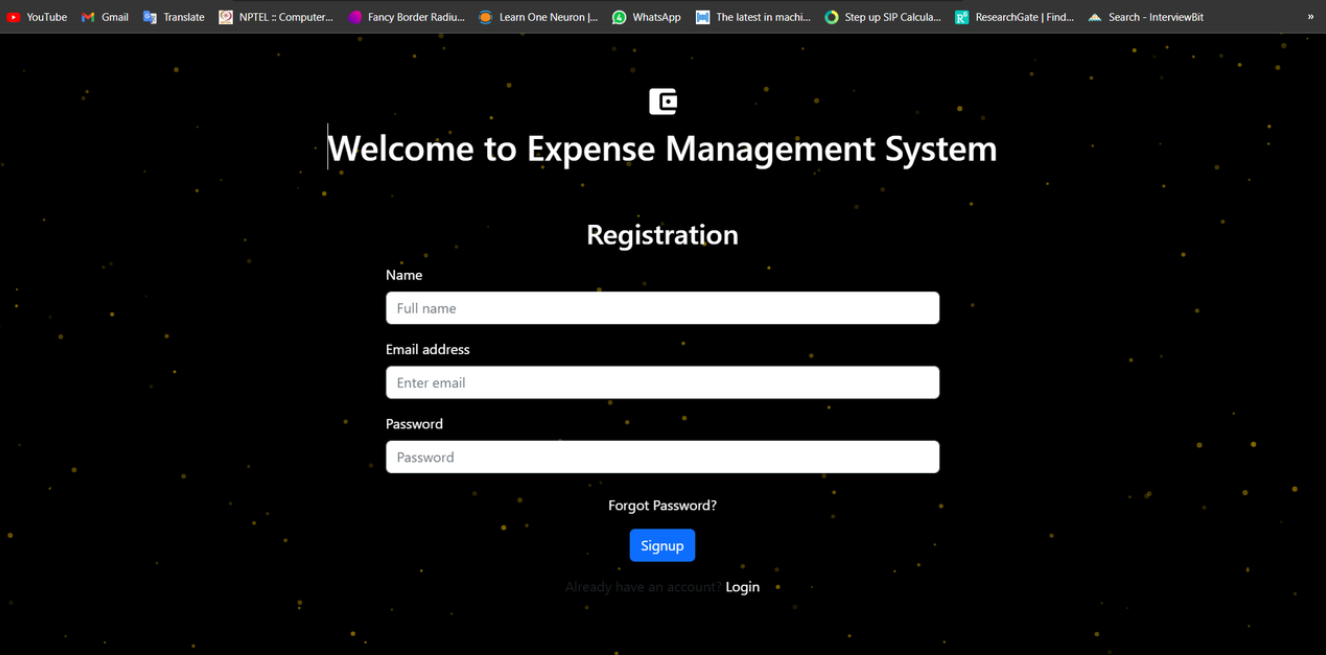 YouTube Gmail Translate NPTEL :: Computer... Fancy Border Radiu... Learn One Neuron |... WhatsApp The latest in machi... Step up SIP Calcula... ResearchGate | Find... Search - InterviewBit »
Welcome to Expense Management System
Registration
Name
Full name
Email address
Enter email
Password
Password
Forgot Password?
Signup
Already have an account? Login